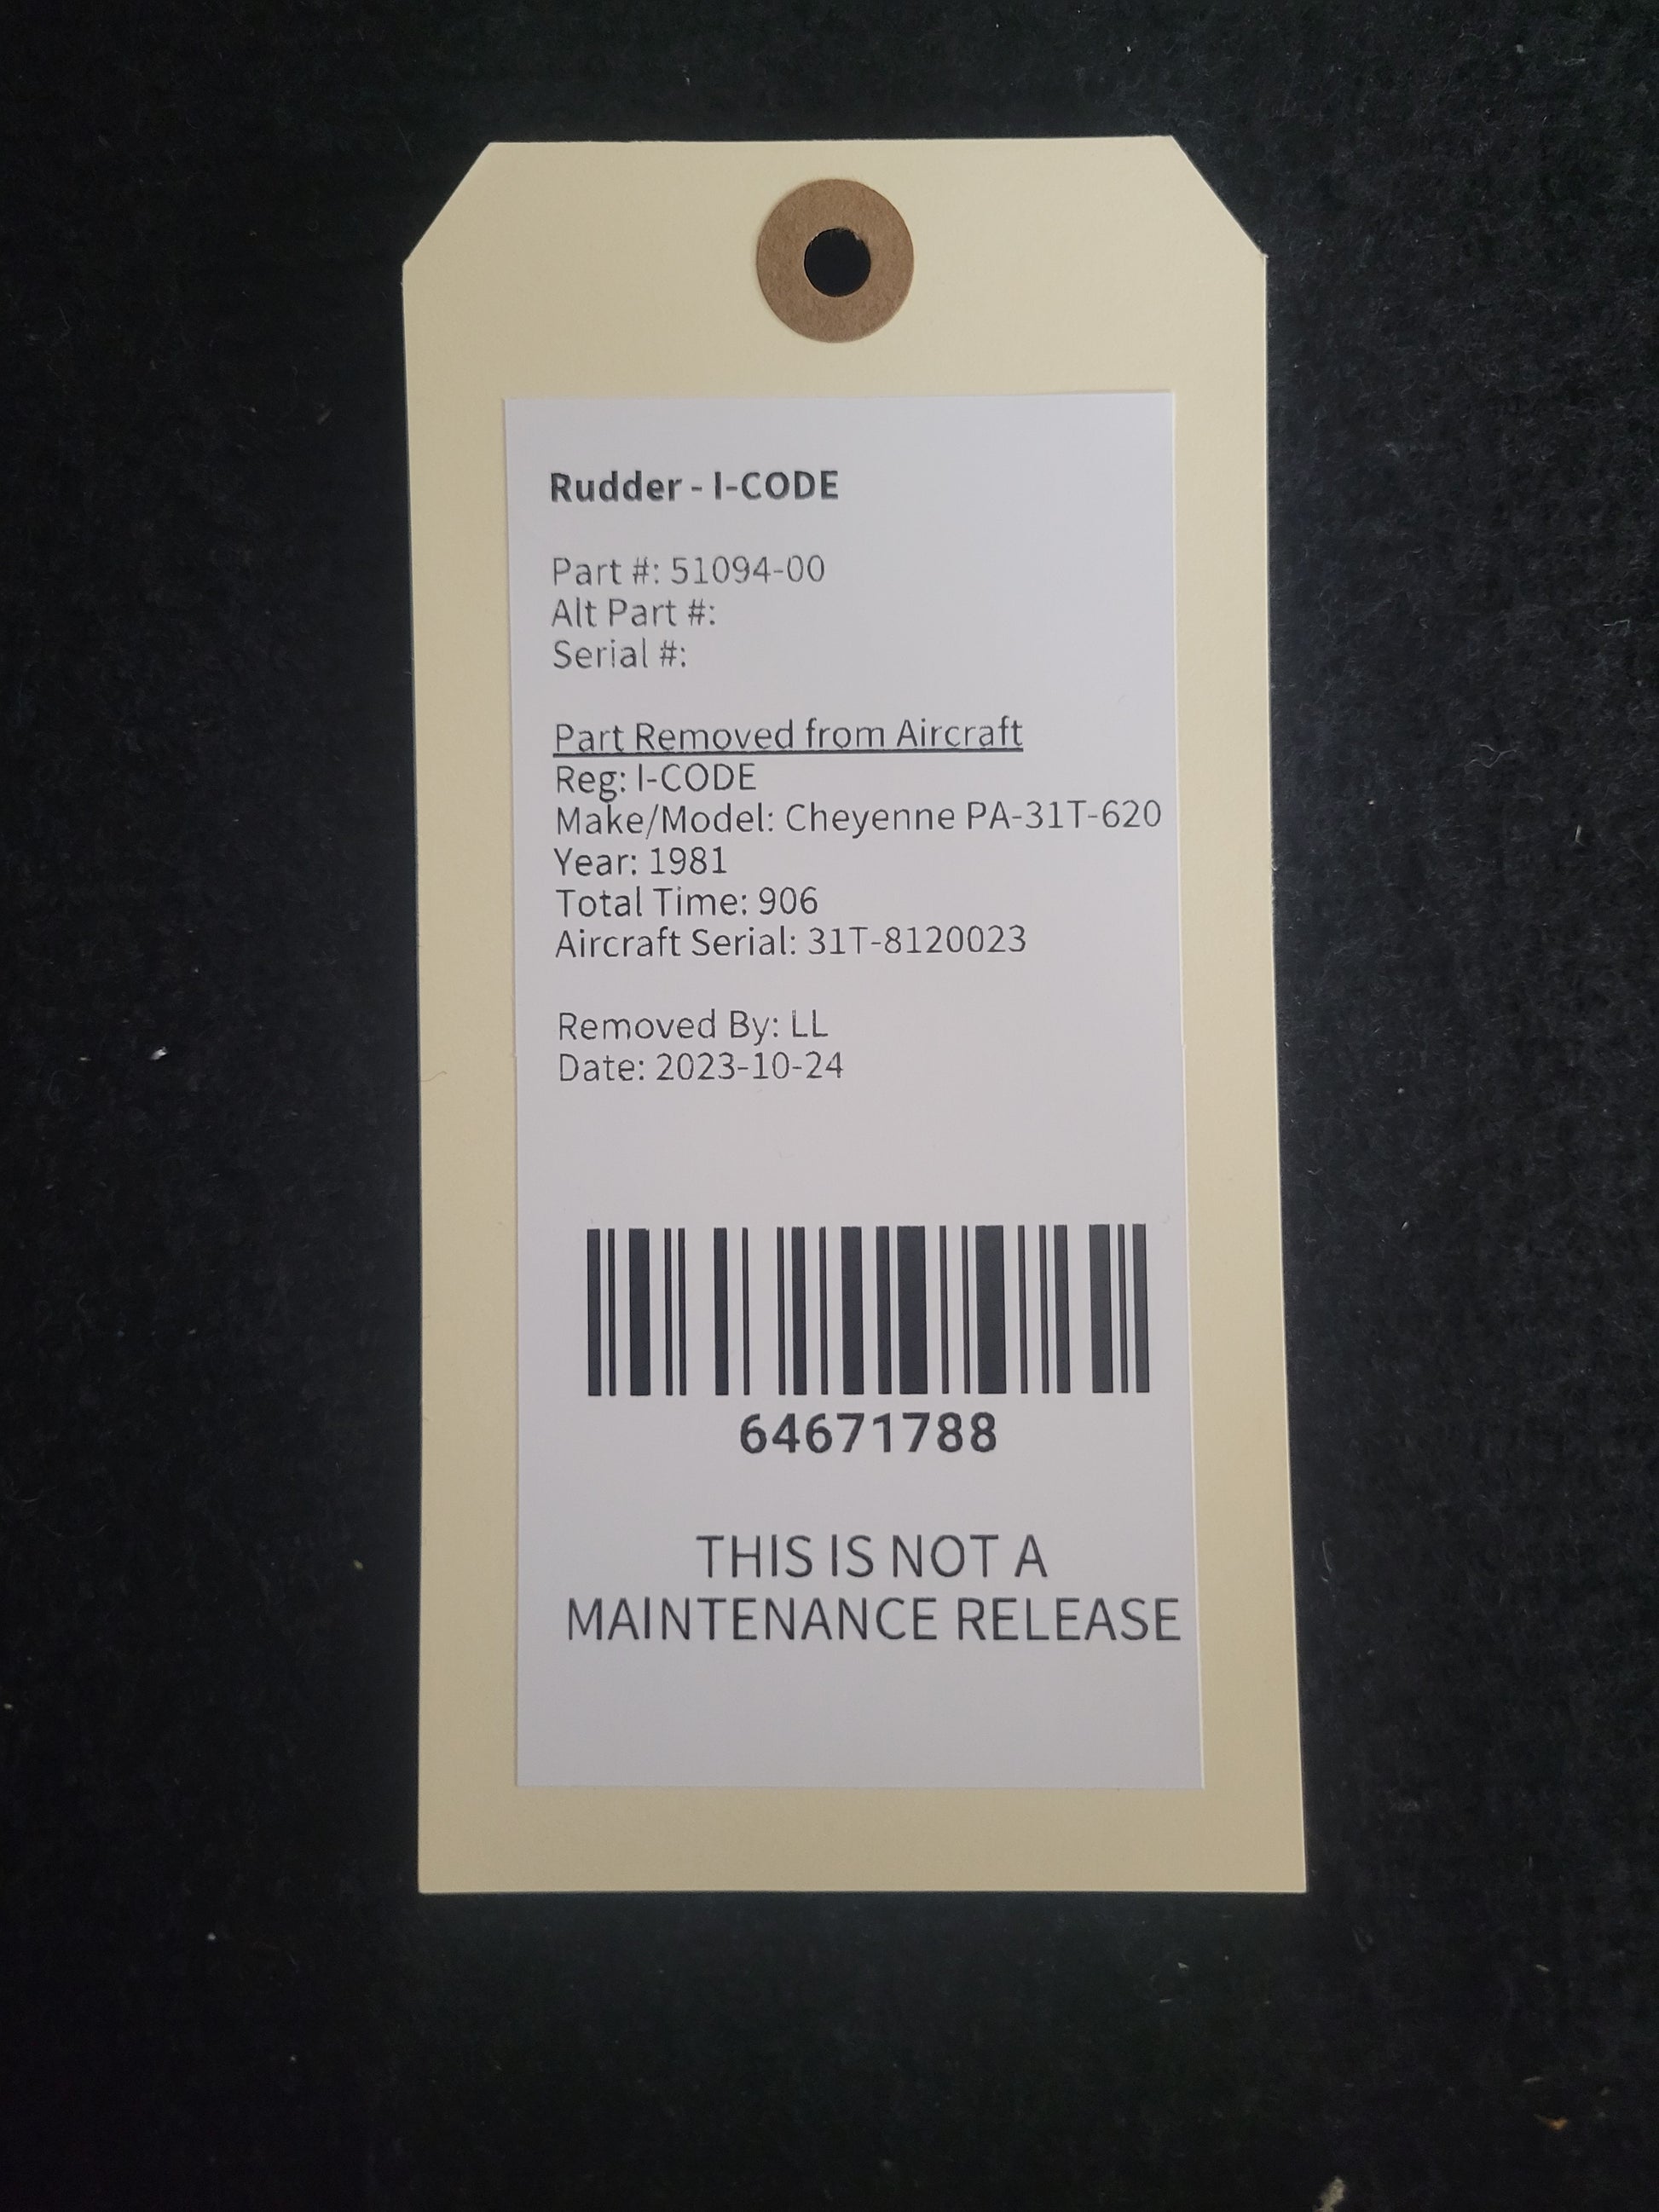 Rudder - I-CODE
Part #: 51094-00
Alt Part #:
Serial #:
Part Removed from Aircraft
Reg: I-CODE
Make/Model: Cheyenne PA-31T-620
Year: 1981
Total Time: 906
Aircraft Serial: 31T-8120023
Removed By: LL
Date: 2023-10-24
64671788
THIS IS NOT A
MAINTENANCE RELEASE